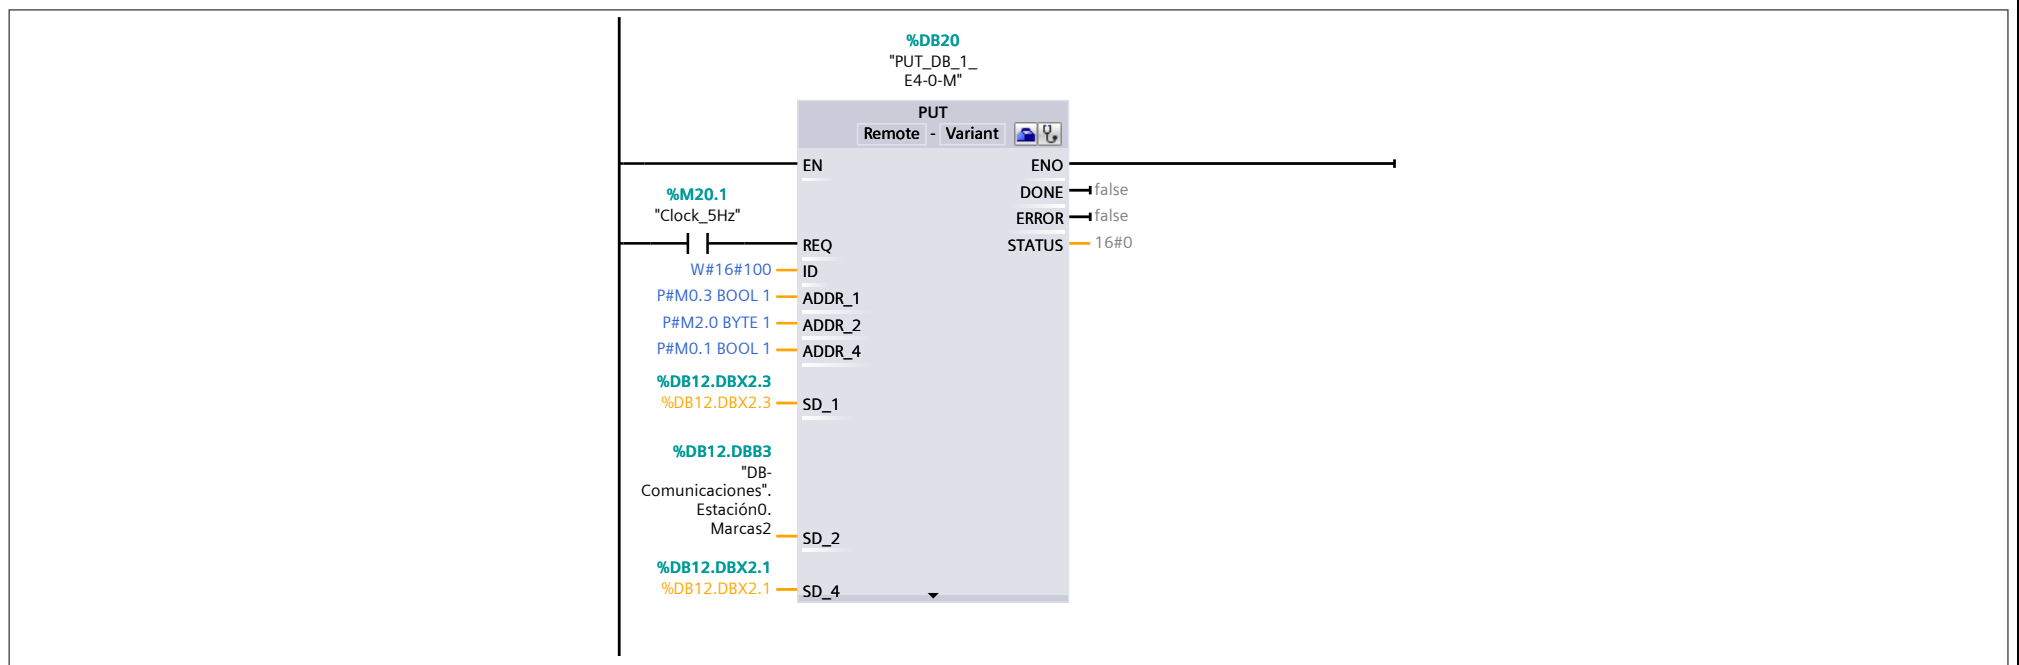 %DB20
"PUT_DB_1_
E4-0-M"
PUT
Remote - Variant
EN
ENO
DONE
false
%M20.1
"Clock_5Hz"
ERROR
false
REQ
STATUS
16#0
W#16#100
ID
P#M0.3 BOOL 1
ADDR_1
P#M2.0 BYTE 1
ADDR_2
P#M0.1 BOOL 1
ADDR_4
%DB12.DBX2.3
%DB12.DBX2.3
SD_1
%DB12.DBB3
"DB-
Comunicaciones".
Estación0.
Marcas2
SD_2
%DB12.DBX2.1
%DB12.DBX2.1
SD_4